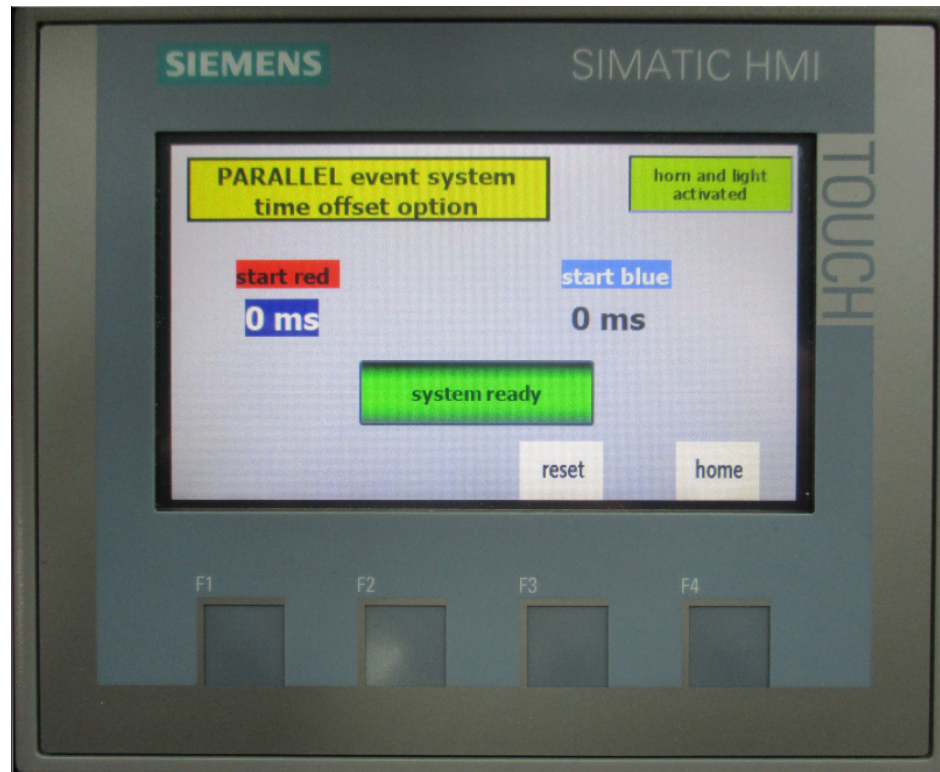 SIEMENS
SIMATIC HMI
TOUCH
PARALLEL event system
time offset option
horn and light
activated
start red
start blue
0 ms
0 ms
system ready
reset
home
F1
F2
F3
F4